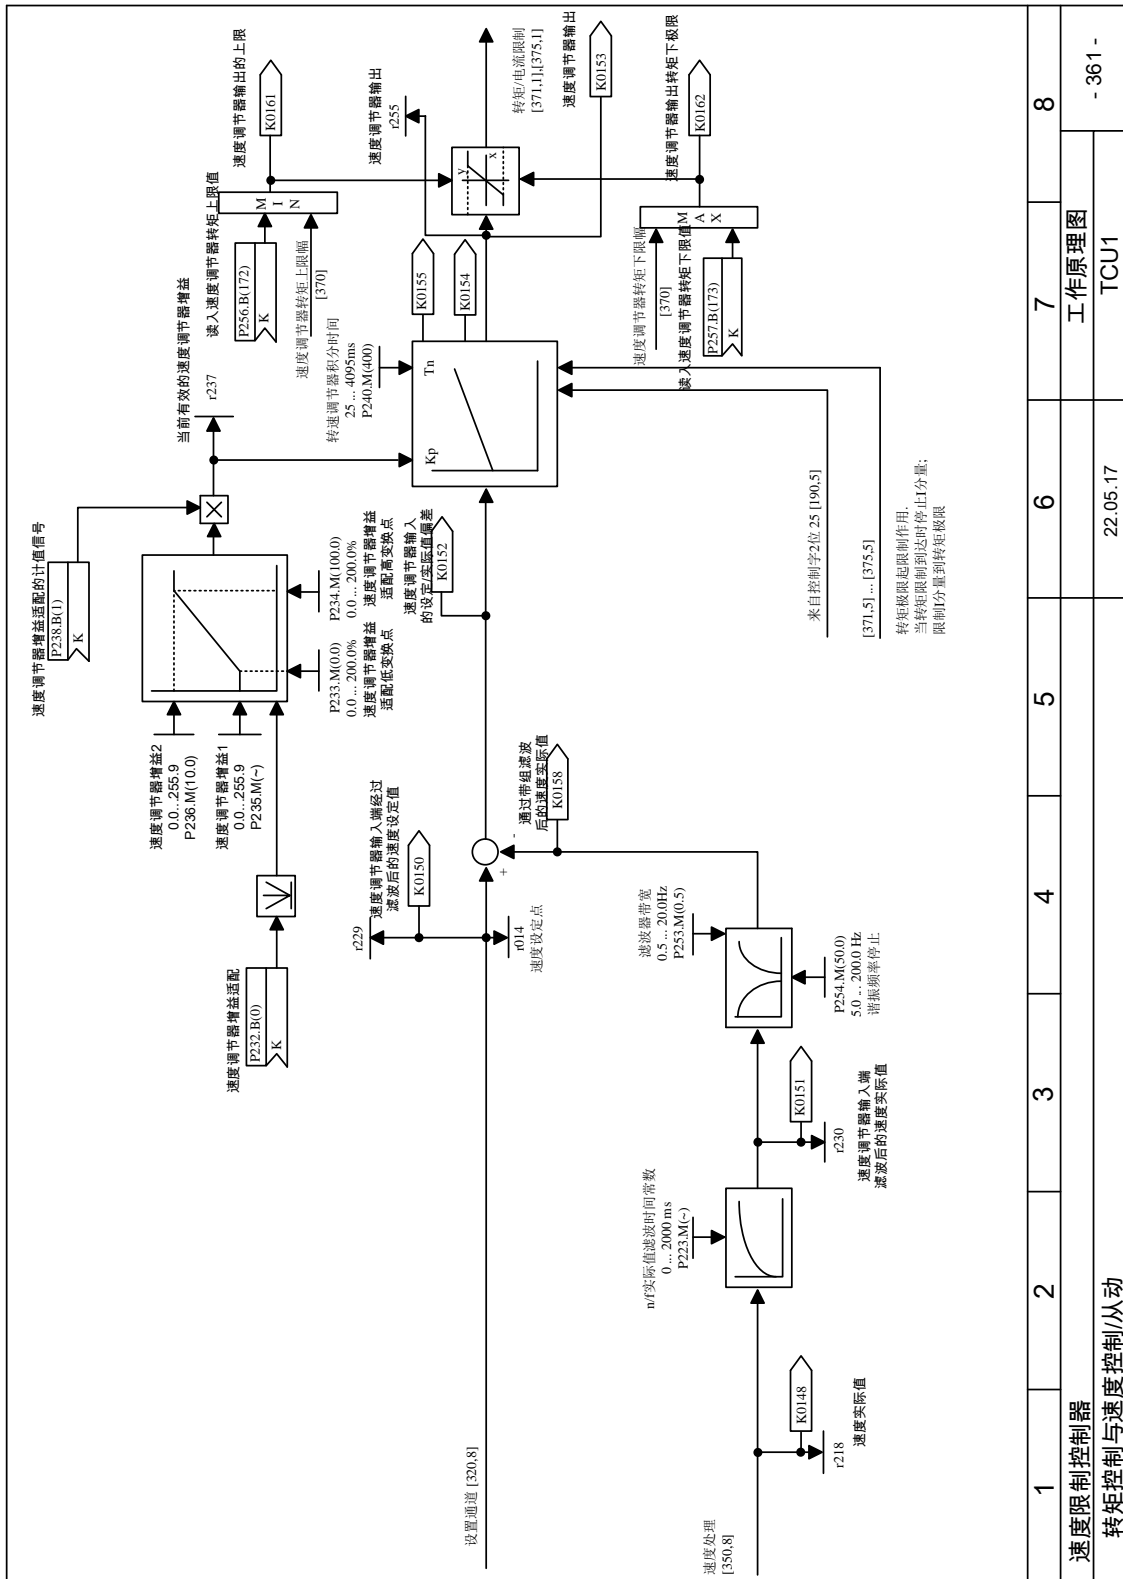 速度调节器增益适配的计值信号
P238.B(1)
K
速度调节器增益2
0.0...255.9
P236.M(10.0)
速度调节器增益1
0.0...255.9
P235.M(~)
P233.M(0.0)
0.0 ... 200.0%
速度调节器增益
适配低变换点
P234.M(100.0)
0.0 ... 200.0%
速度调节器增益
适配高变换点
当前有效的速度调节器增益
r237
速度调节器增益适配
P232.B(0)
K
读入速度调节器转矩上限值
P256.B(172)
K
速度调节器转矩上限幅
[370]
MIN
速度调节器输出的上限
K0161
转速调节器积分时间
25 ... 4095ms
P240.M(400)
Kp
Tn
K0155
K0154
速度调节器输出
r255
y
x
转矩/电流限制
[371,1],[375,1]
速度调节器输出
K0153
速度调节器输出转矩下极限
K0162
MAX
速度调节器转矩下限幅
[370]
读入速度调节器转矩下限值
P257.B(173)
K
速度调节器输入
的设定/实际值偏差
K0152
r229
速度调节器输入端经过
滤波后的速度设定值
K0150
r014
速度设定点
+
-
通过带组滤波
后的速度实际值
K0158
设置通道 [320,8]
来自控制字2位 25 [190,5]
[371,5] ... [375,5]
转矩极限起限制作用.
当转矩限制到达时停止I分量;
限制I分量到转矩极限
滤波器带宽
0.5 ... 20.0Hz
P253.M(0.5)
P254.M(50.0)
5.0 ... 200.0 Hz
谐振频率停止
n/f实际值滤波时间常数
0 ... 2000 ms
P223.M(~)
K0151
r230
速度调节器输入端
滤波后的速度实际值
速度处理
[350,8]
K0148
r218
速度实际值
1 2 3 4 5 6 7 8
速度限制控制器
工作原理图
- 361 -
转矩控制与速度控制/从动
22.05.17
TCU1